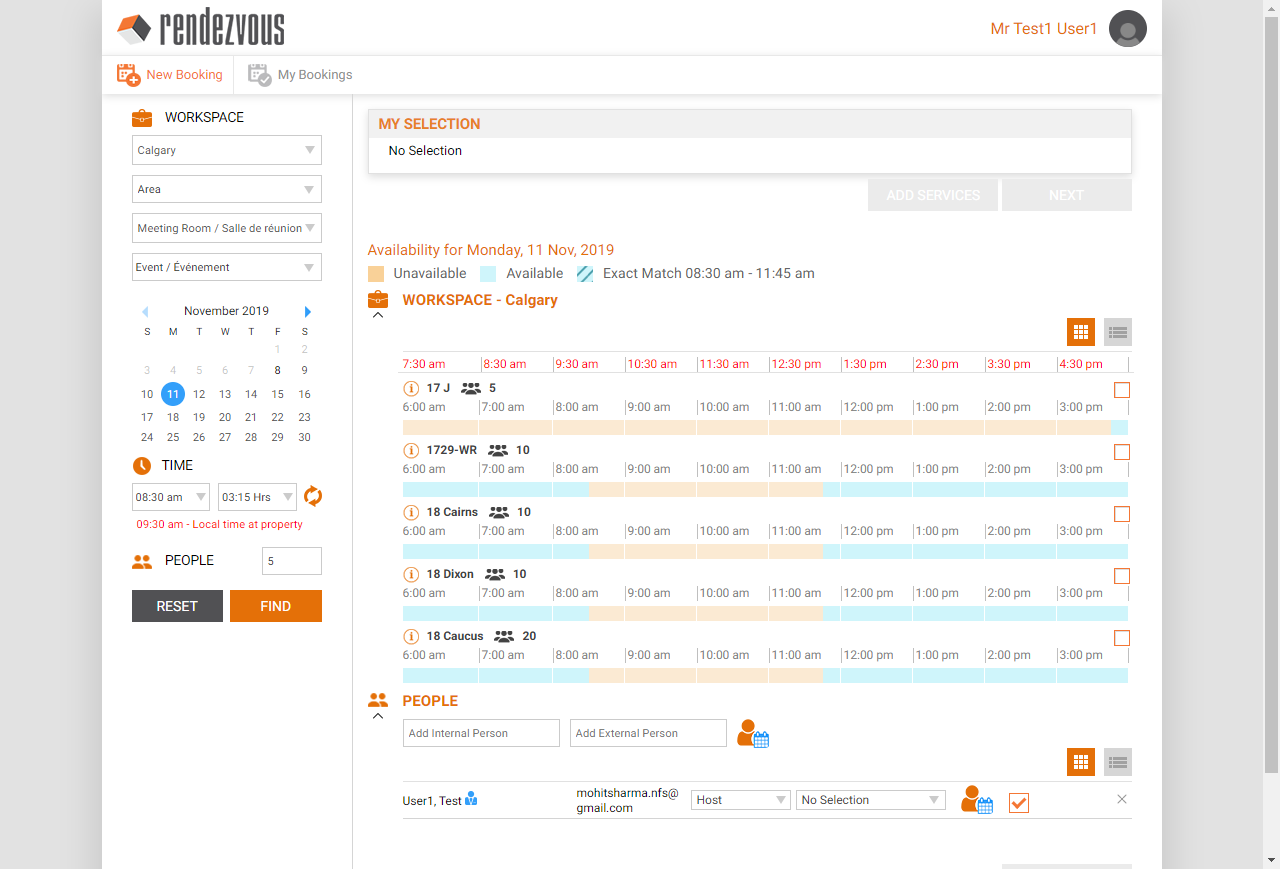 rendezvous
Mr Test1 User1
New Booking
My Bookings
WORKSPACE
Calgary
Area
Meeting Room / Salle de réunion
Event / Événement
November 2019
S M T W T F S
1 2
3 4 5 6 7 8 9
10 11 12 13 14 15 16
17 18 19 20 21 22 23
24 25 26 27 28 29 30
TIME
08:30 am 03:15 Hrs
09:30 am - Local time at property
PEOPLE 5
RESET FIND
MY SELECTION
No Selection
ADD SERVICES NEXT
Availability for Monday, 11 Nov, 2019
Unavailable Available Exact Match 08:30 am - 11:45 am
WORKSPACE - Calgary
7:30 am 8:30 am 9:30 am 10:30 am 11:30 am 12:30 pm 1:30 pm 2:30 pm 3:30 pm 4:30 pm
17 J 5
6:00 am 7:00 am 8:00 am 9:00 am 10:00 am 11:00 am 12:00 pm 1:00 pm 2:00 pm 3:00 pm
1729-WR 10
6:00 am 7:00 am 8:00 am 9:00 am 10:00 am 11:00 am 12:00 pm 1:00 pm 2:00 pm 3:00 pm
18 Cairns 10
6:00 am 7:00 am 8:00 am 9:00 am 10:00 am 11:00 am 12:00 pm 1:00 pm 2:00 pm 3:00 pm
18 Dixon 10
6:00 am 7:00 am 8:00 am 9:00 am 10:00 am 11:00 am 12:00 pm 1:00 pm 2:00 pm 3:00 pm
18 Caucus 20
6:00 am 7:00 am 8:00 am 9:00 am 10:00 am 11:00 am 12:00 pm 1:00 pm 2:00 pm 3:00 pm
PEOPLE
Add Internal Person Add External Person
User1, Test
mohitsharma.nfs@
gmail.com
Host No Selection